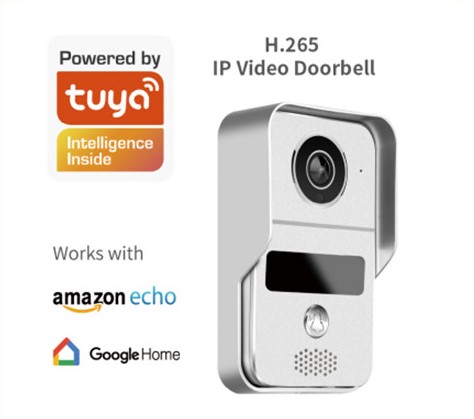 Powered by
tuya
Intelligence
Inside
H.265
IP Video Doorbell
Works with
amazon echo
Google Home